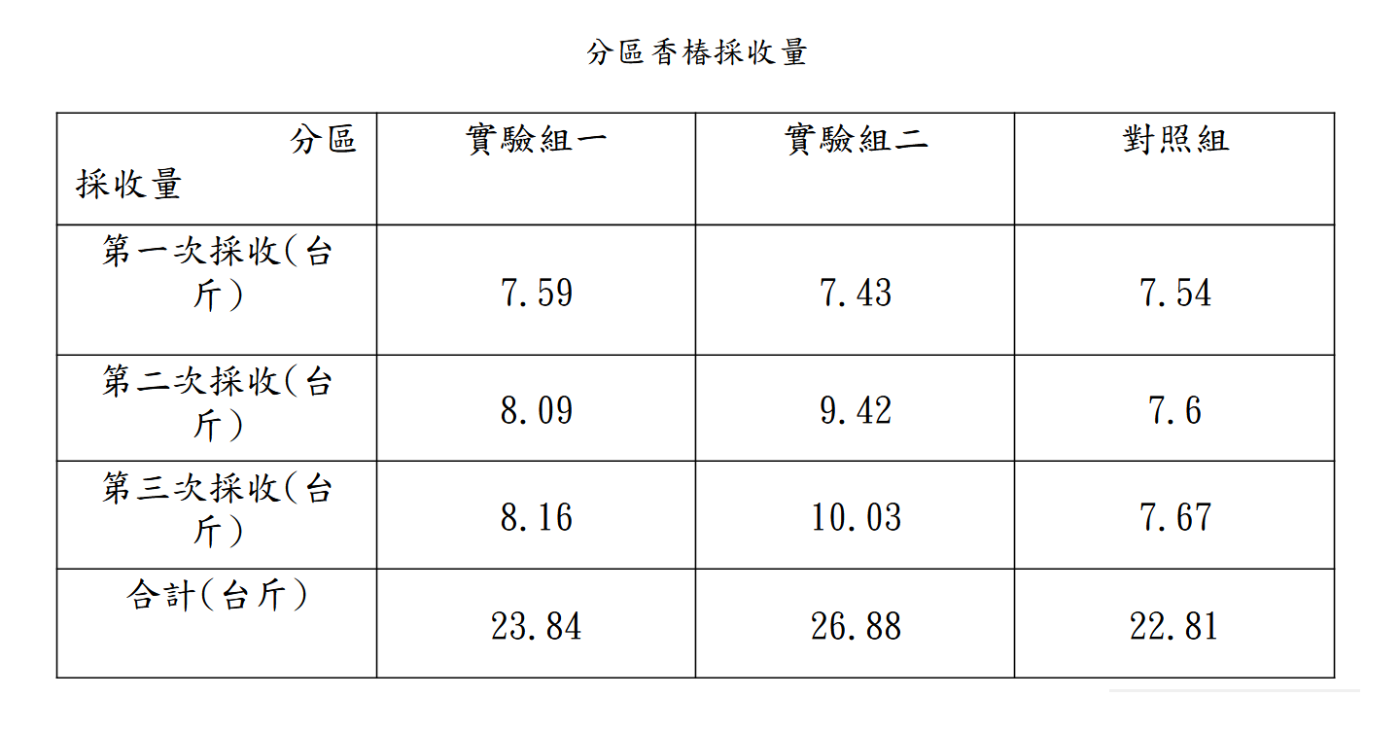 分區香椿採收量
分區
採收量
實驗組一
實驗組二
對照組
第一次採收(台
斤)
7.59
7.43
7.54
第二次採收(台
斤)
8.09
9.42
7.6
第三次採收(台
斤)
8.16
10.03
7.67
合計(台斤)
23.84
26.88
22.81